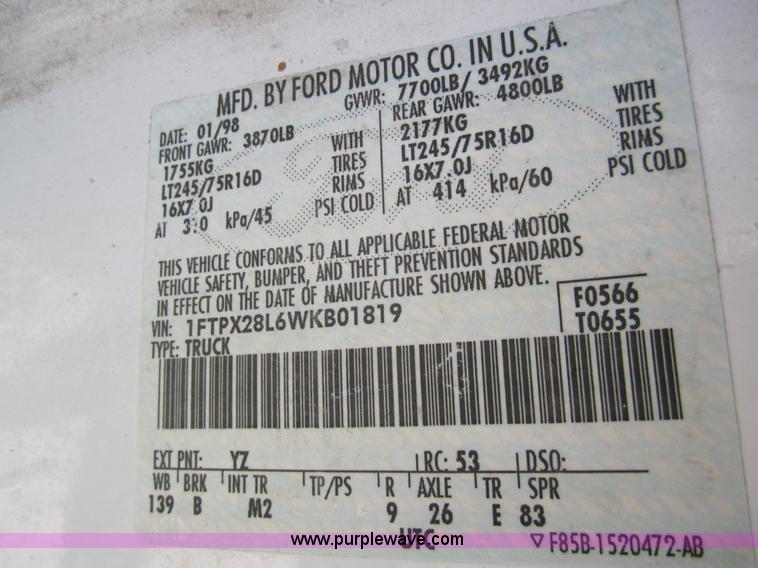 MFD. BY FORD MOTOR CO. IN U.S.A.
DATE: 01/98 GVWR: 7700LB/ 3492KG
FRONT GAWR: 3870LB REAR GAWR: 4800LB
1755KG WITH 2177KG WITH
LT245/75R16D TIRES LT245/75R16D TIRES
16X7.0J RIMS 16X7.0J RIMS
AT kPa/45 PSI COLD AT 414 kPa/60 PSI COLD
THIS VEHICLE CONFORMS TO ALL APPLICABLE FEDERAL MOTOR
VEHICLE SAFETY, BUMPER, AND THEFT PREVENTION STANDARDS
IN EFFECT ON THE DATE OF MANUFACTURE SHOWN ABOVE.
VIN: 1FTPX28L6WKB01819 F0566
TYPE: TRUCK T0655
EXT PNT: YZ RC: 53 DSO:
WB BRK INT TR TP/PS R AXLE TR SPR
139 B M2 9 26 E 83
UTC ▽ F85B-1520472-AB
www.purplewave.com